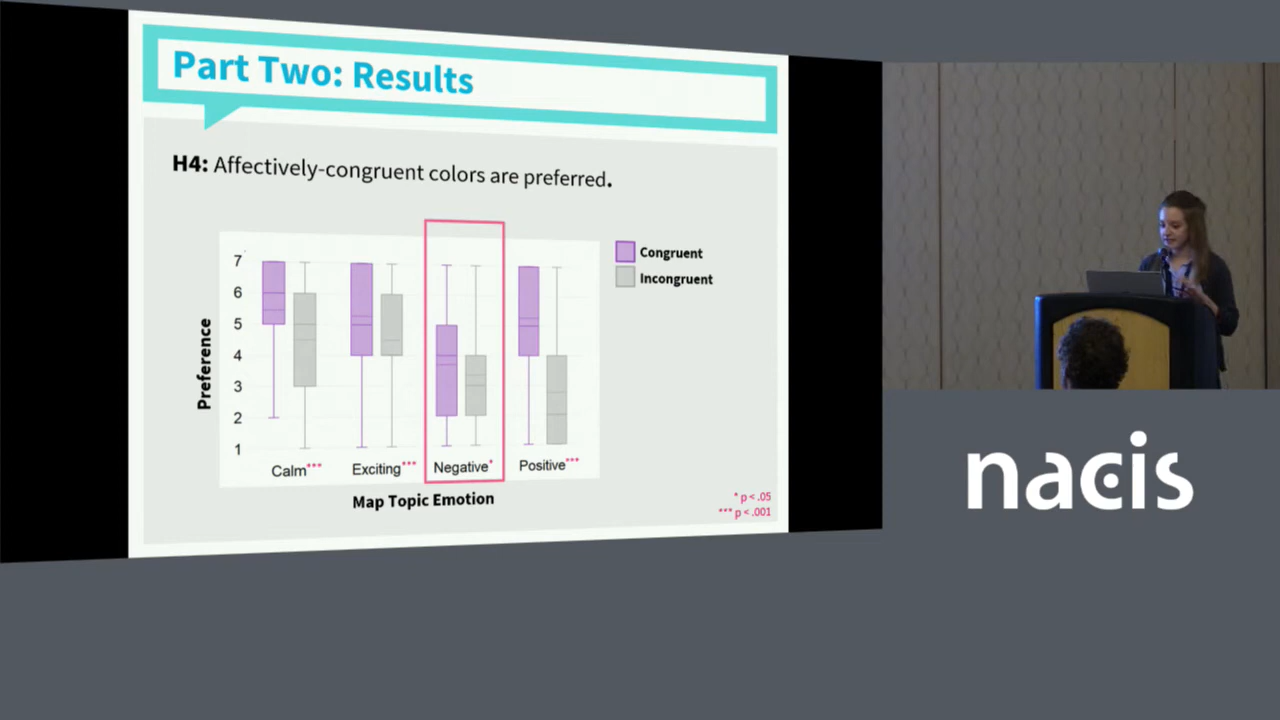 Part Two: Results
H4: Affectively-congruent colors are preferred.
Congruent
Incongruent
Preference
7
6
5
4
3
2
1
Calm***
Exciting***
Negative*
Positive***
Map Topic Emotion
* p < .05
*** p < .001
nacis